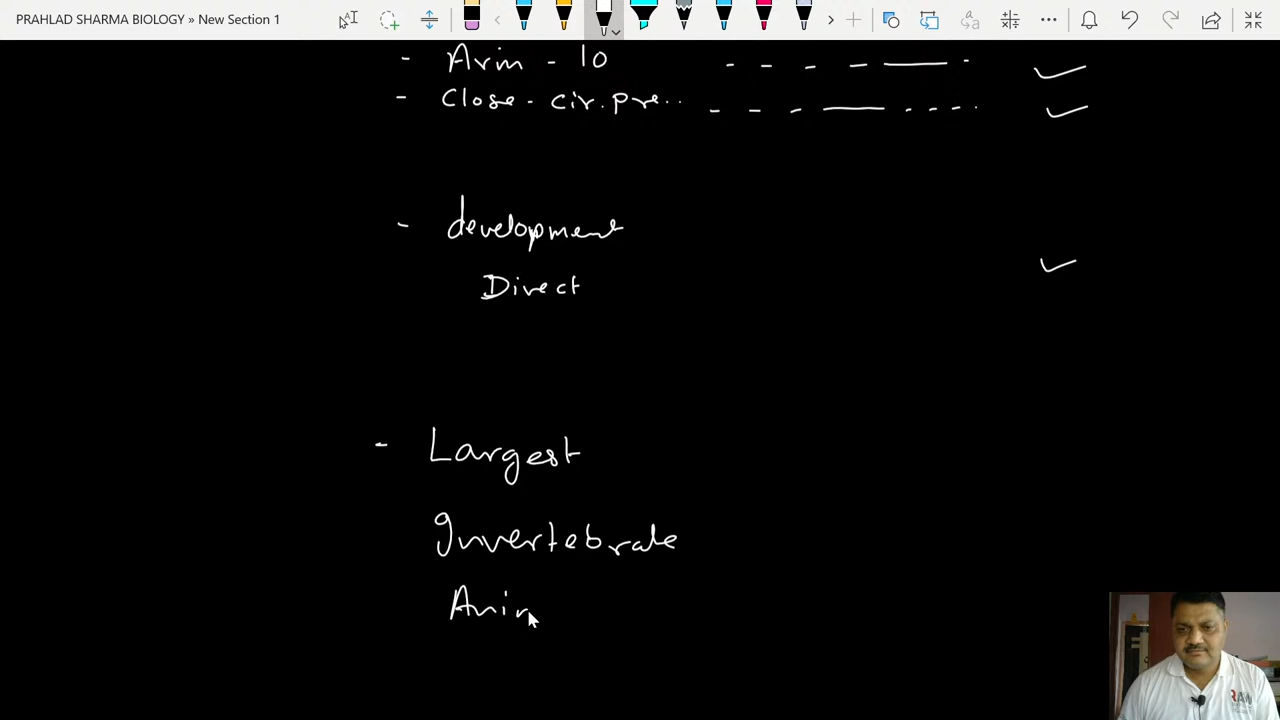 PRAHLAD SHARMA BIOLOGY » New Section 1
- Arm - 10 - - - - — - ✓
- Close - cir. pre.. - - - — - - - - ✓
- development
Direct ✓
- Largest
Invertebrate
Anim